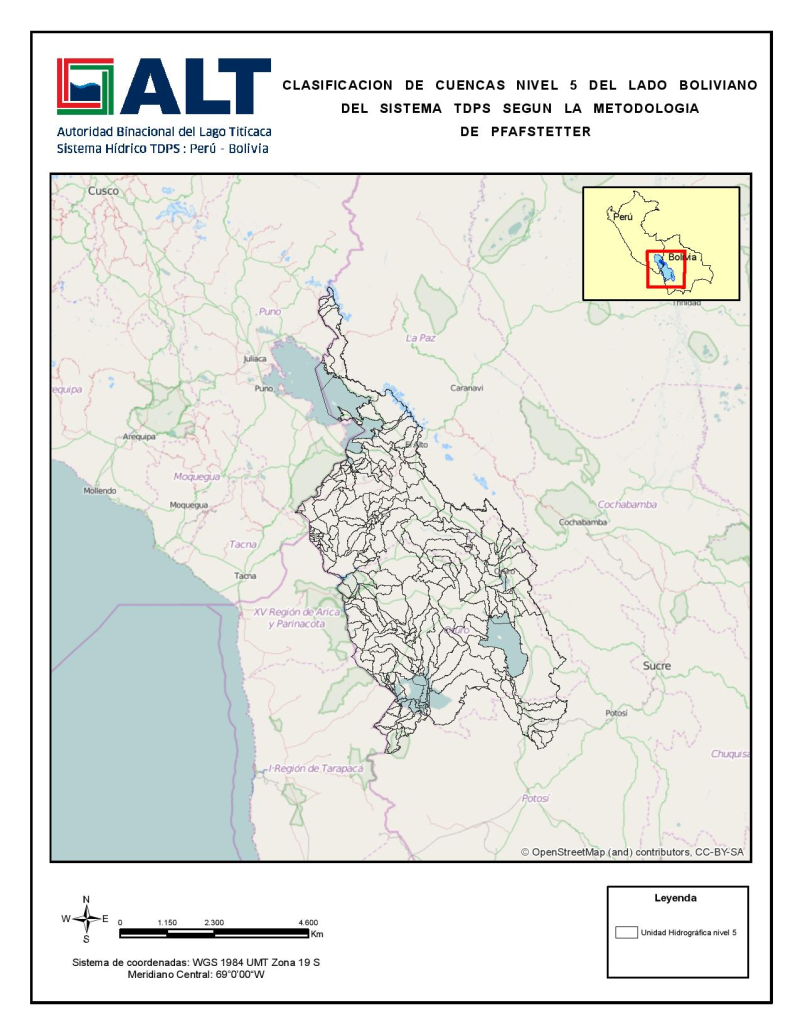 ALT
Autoridad Binacional del Lago Titicaca
Sistema Hídrico TDPS : Perú - Bolivia
CLASIFICACION DE CUENCAS NIVEL 5 DEL LADO BOLIVIANO
DEL SISTEMA TDPS SEGUN LA METODOLOGIA
DE PFAFSTETTER
Cusco
Perú
Bolivia
Trinidad
Puno
La Paz
Juliaca
Puno
Caranavi
equipa
Arequipa
El Alto
Moquegua
Mollendo
Moquegua
Cochabamba
Cochabamba
Tacna
Tacna
Oruro
XV Región de Arica
y Parinacota
Oruro
Sucre
Potosí
Chuquisa
I Región de Tarapacá
Potosí
© OpenStreetMap (and) contributors, CC-BY-SA
N
W
E
S
0 1.150 2.300 4.600
Km
Sistema de coordenadas: WGS 1984 UMT Zona 19 S
Meridiano Central: 69°0'00"W
Leyenda
Unidad Hidrográfica nivel 5